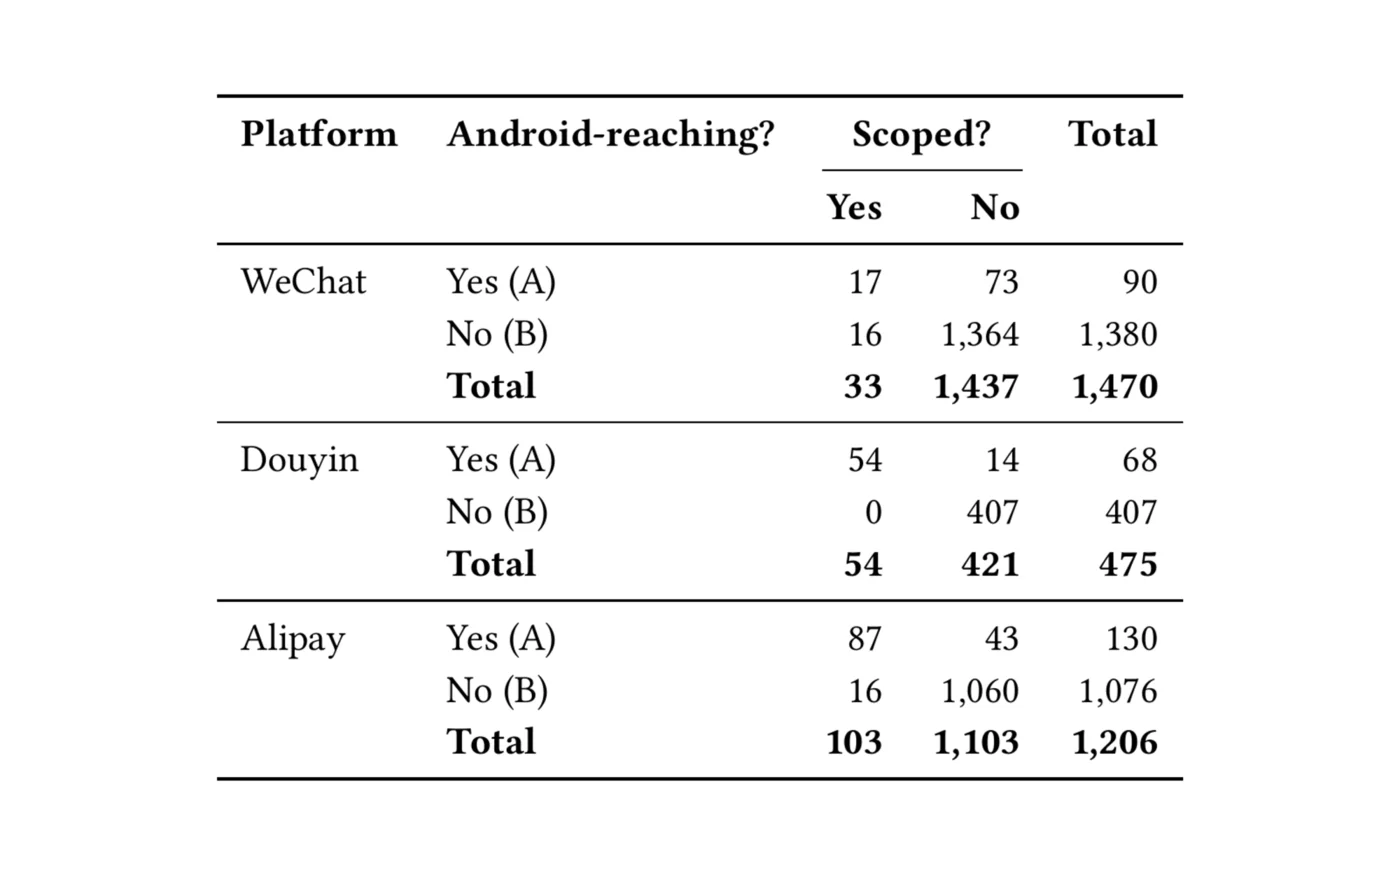 Platform Android-reaching? Scoped? Total
Yes No
WeChat Yes (A) 17 73 90
No (B) 16 1,364 1,380
Total 33 1,437 1,470
Douyin Yes (A) 54 14 68
No (B) 0 407 407
Total 54 421 475
Alipay Yes (A) 87 43 130
No (B) 16 1,060 1,076
Total 103 1,103 1,206